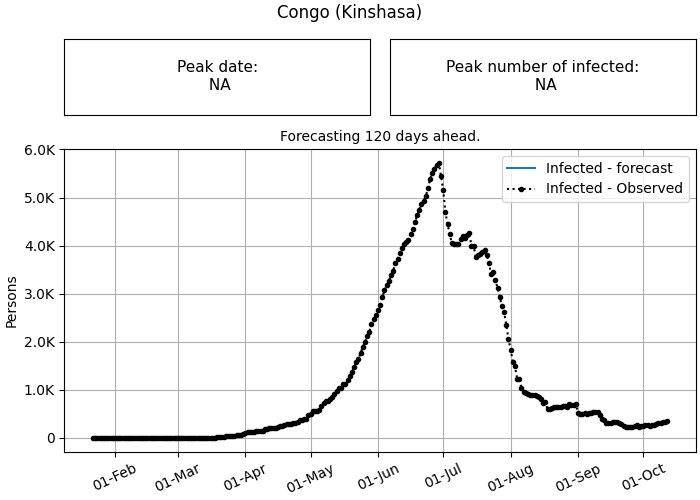 Congo (Kinshasa)
Peak date:
NA
Peak number of infected:
NA
Forecasting 120 days ahead.
6.0K
5.0K
4.0K
3.0K
2.0K
1.0K
0
Persons
Infected - forecast
Infected - Observed
01-Feb
01-Mar
01-Apr
01-May
01-Jun
01-Jul
01-Aug
01-Sep
01-Oct